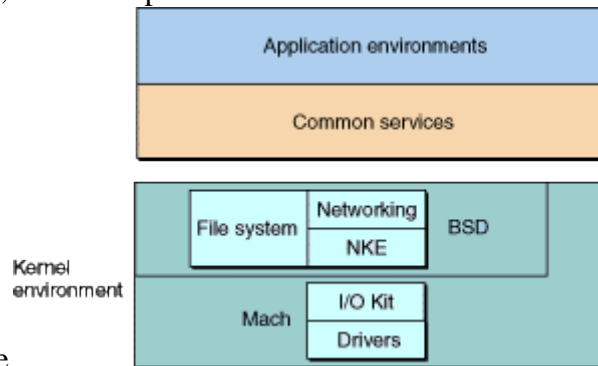 Application environments
Common services
File system
Networking
NKE
BSD
Kernel
environment
Mach
I/O Kit
Drivers
e